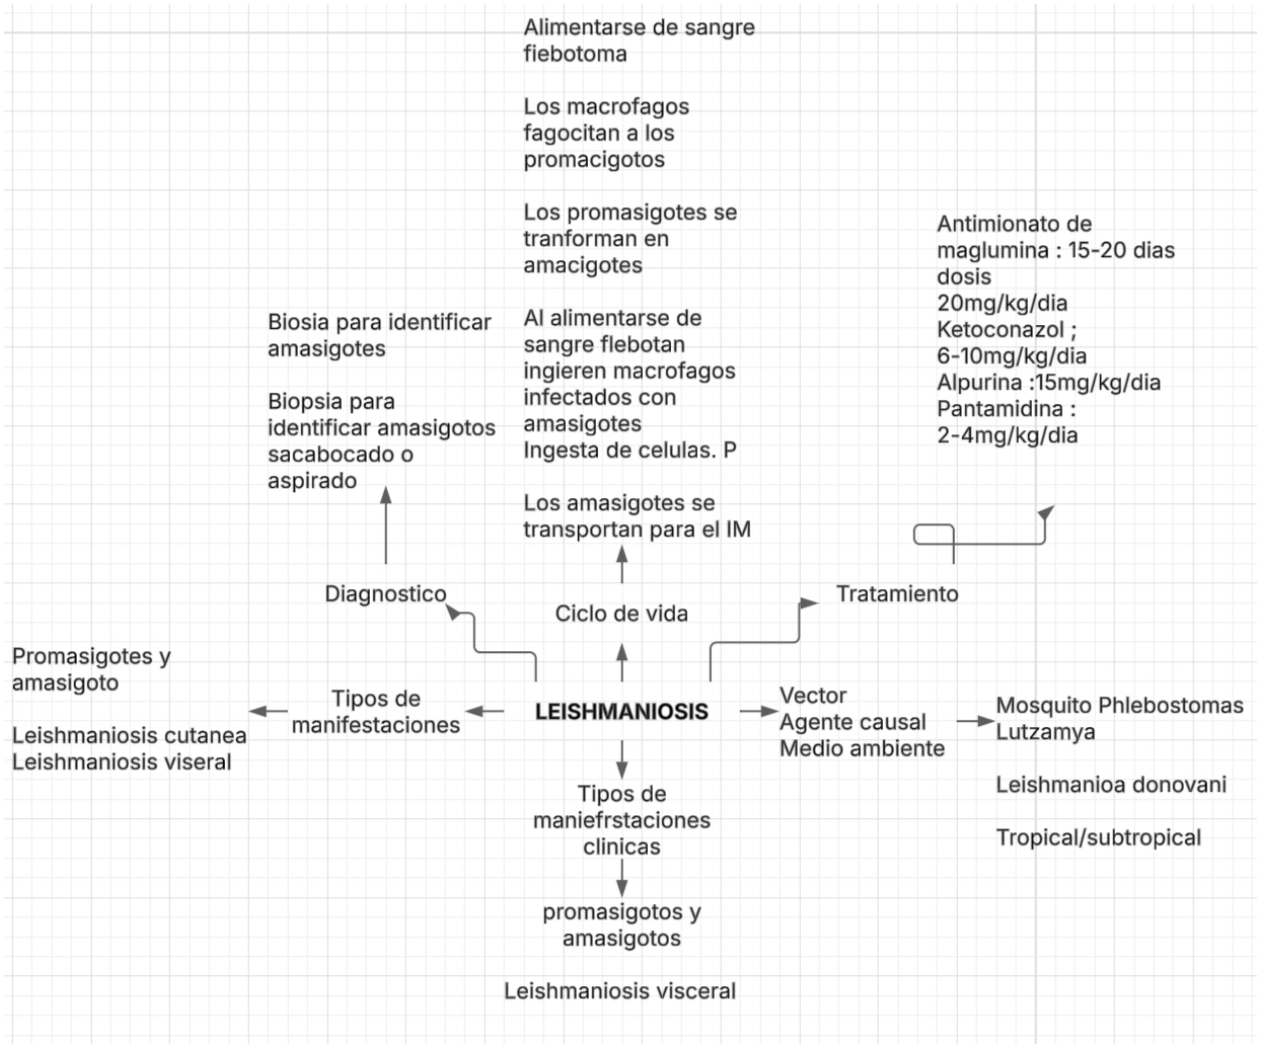 Alimentarse de sangre
fiebotoma
Los macrofagos
fagocitan a los
promacigotos
Los promasigotes se
tranforman en
amacigotes
Al alimentarse de
sangre flebotan
ingieren macrofagos
infectados con
amasigotes
Ingesta de celulas. P
Los amasigotes se
transportan para el IM
Antimionato de
maglumina : 15-20 dias
dosis
20mg/kg/dia
Ketoconazol ;
6-10mg/kg/dia
Alpurina :15mg/kg/dia
Pantamidina :
2-4mg/kg/dia
Biosia para identificar
amasigotes
Biopsia para
identificar amasigotos
sacabocado o
aspirado
Diagnostico
Ciclo de vida
Tratamiento
Promasigotes y
amasigoto
Leishmaniosis cutanea
Leishmaniosis viseral
Tipos de
manifestaciones
LEISHMANIOSIS
Vector
Agente causal
Medio ambiente
Mosquito Phlebostomas
Lutzamya
Leishmanioa donovani
Tropical/subtropical
Tipos de
maniefrstaciones
clinicas
promasigotos y
amasigotos
Leishmaniosis visceral